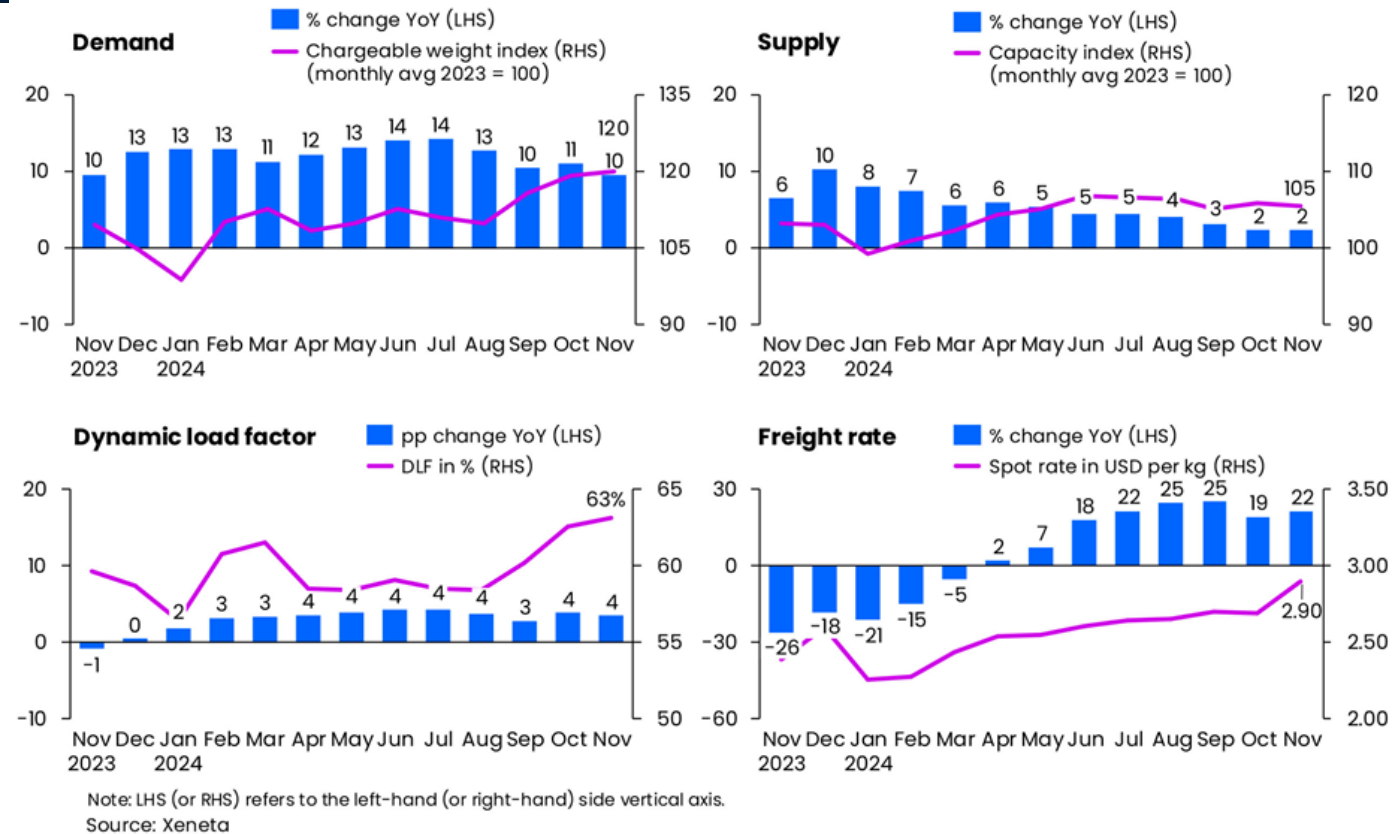 Demand
% change YoY (LHS)
Chargeable weight index (RHS)
(monthly avg 2023 = 100)
20 135
10 120
0 105
−10 90
10 13 13 13 11 12 13 14 14 13 10 11 10
120
Nov Dec Jan Feb Mar Apr May Jun Jul Aug Sep Oct Nov
2023 2024
Supply
% change YoY (LHS)
Capacity index (RHS)
(monthly avg 2023 = 100)
20 120
10 110
0 100
−10 90
6 10 8 7 6 6 5 5 5 4 3 2 2
105
Nov Dec Jan Feb Mar Apr May Jun Jul Aug Sep Oct Nov
2023 2024
Dynamic load factor
pp change YoY (LHS)
DLF in % (RHS)
20 65
10 60
0 55
−10 50
−1 0 2 3 3 4 4 4 4 4 3 4 4
63%
Nov Dec Jan Feb Mar Apr May Jun Jul Aug Sep Oct Nov
2023 2024
Freight rate
% change YoY (LHS)
Spot rate in USD per kg (RHS)
30 3.50
0 3.00
−30 2.50
−60 2.00
−26 −18 −21 −15 −5 2 7 18 22 25 25 19 22
2.90
Nov Dec Jan Feb Mar Apr May Jun Jul Aug Sep Oct Nov
2023 2024
Note: LHS (or RHS) refers to the left-hand (or right-hand) side vertical axis.
Source: Xeneta